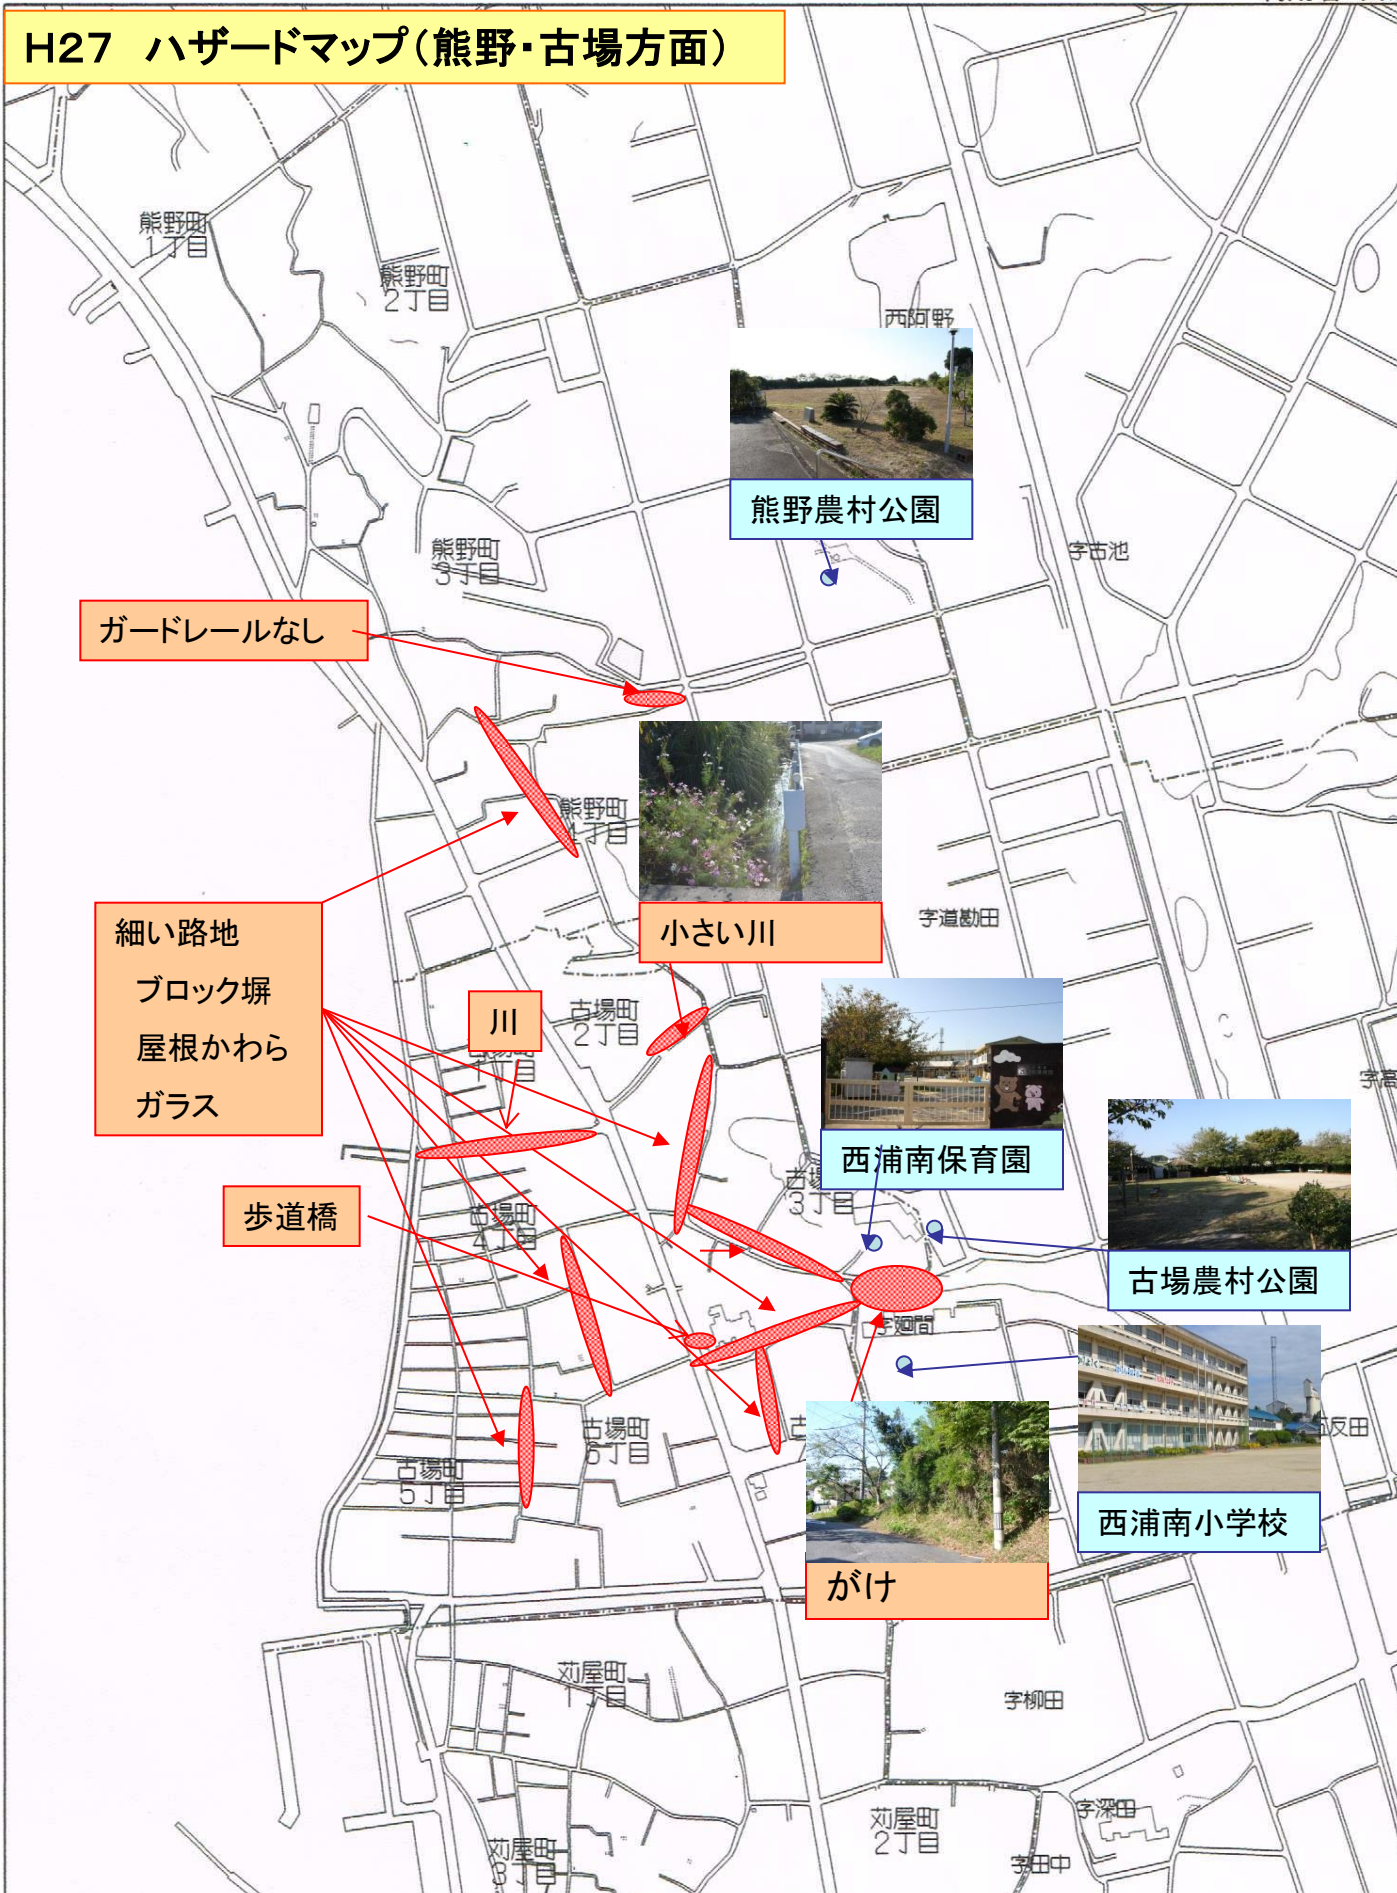 H27 ハザードマップ(熊野・古場方面)
熊野町
1丁目
熊野町
2丁目
西阿野
熊野農村公園
熊野町
3丁目
字古池
ガードレールなし
熊野町
字道勘田
細い路地
ブロック塀
屋根かわら
ガラス
小さい川
古場町
2丁目
川
1丁目
西浦南保育園
3丁目
歩道橋
古場町
4丁目
古場農村公園
字廻間
古場町
6丁目
古場町
5丁目
西浦南小学校
がけ
苅屋町
1丁目
字柳田
苅屋町
2丁目
字深田
苅屋町
3丁目
字田中